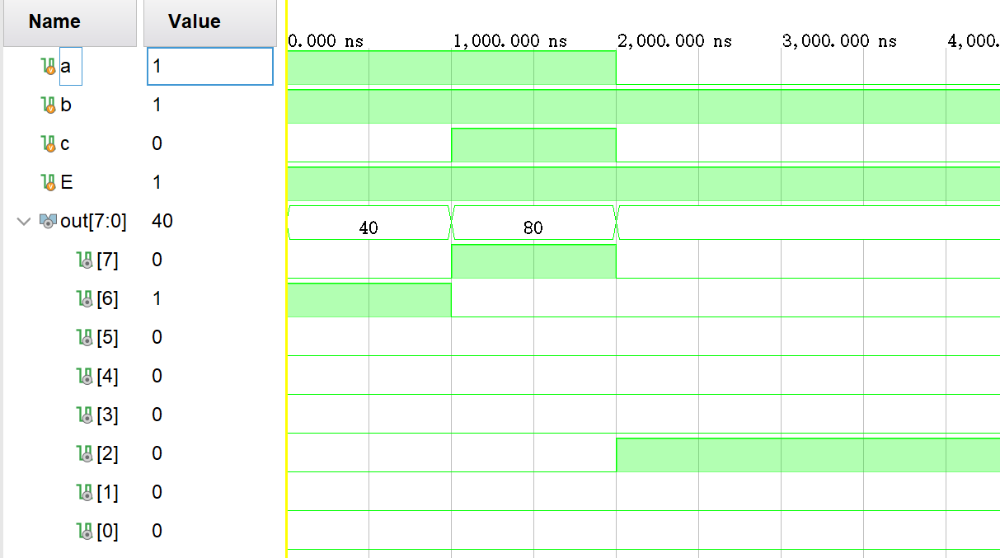 Name Value
0.000 ns 1,000.000 ns 2,000.000 ns 3,000.000 ns 4,000.
a 1
b 1
c 0
E 1
out[7:0] 40 40 80
[7] 0
[6] 1
[5] 0
[4] 0
[3] 0
[2] 0
[1] 0
[0] 0